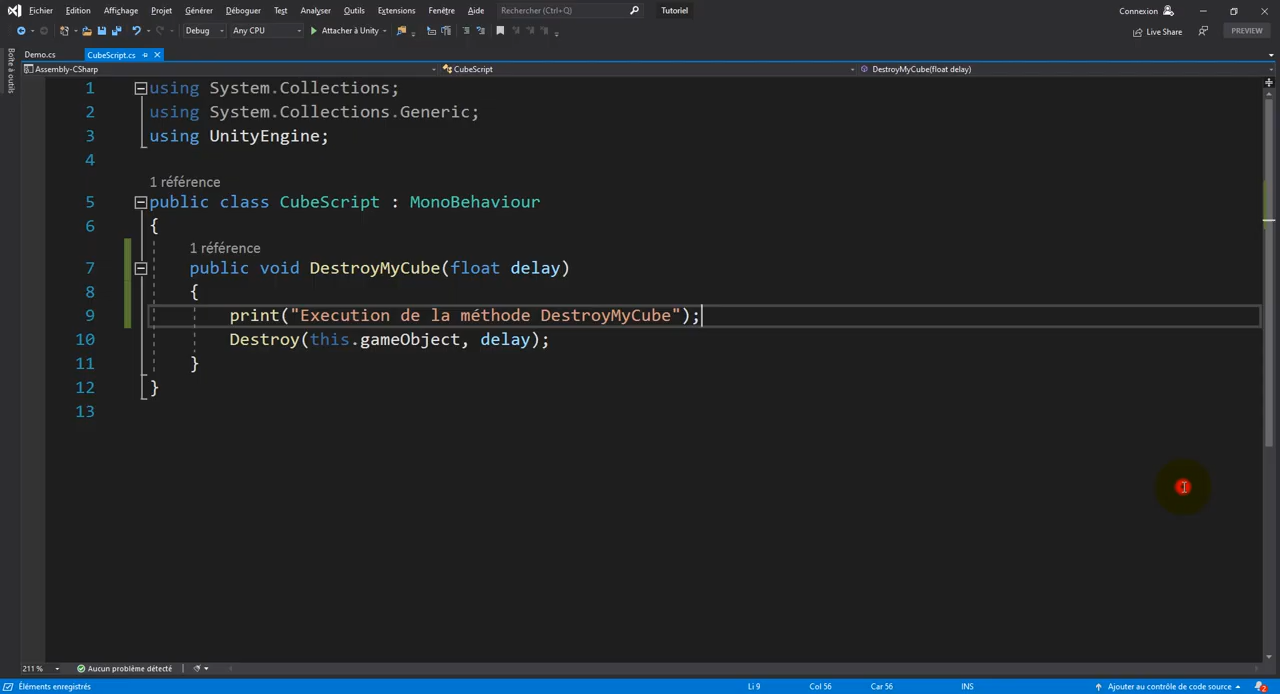 Fichier Edition Affichage Projet Générer Déboguer Test Analyser Outils Extensions Fenêtre Aide Rechercher (Ctrl+Q) Tutoriel Connexion
Debug Any CPU Attacher à Unity Live Share PREVIEW
Boîte à outils
Demo.cs CubeScript.cs
Assembly-CSharp CubeScript DestroyMyCube(float delay)
1 using System.Collections;
2 using System.Collections.Generic;
3 using UnityEngine;
4
1 référence
5 public class CubeScript : MonoBehaviour
6 {
1 référence
7 public void DestroyMyCube(float delay)
8 {
9 print("Execution de la méthode DestroyMyCube");
10 Destroy(this.gameObject, delay);
11 }
12 }
13
211 % Aucun problème détecté
Éléments enregistrés Li 9 Col 56 Car 56 INS Ajouter au contrôle de code source 2